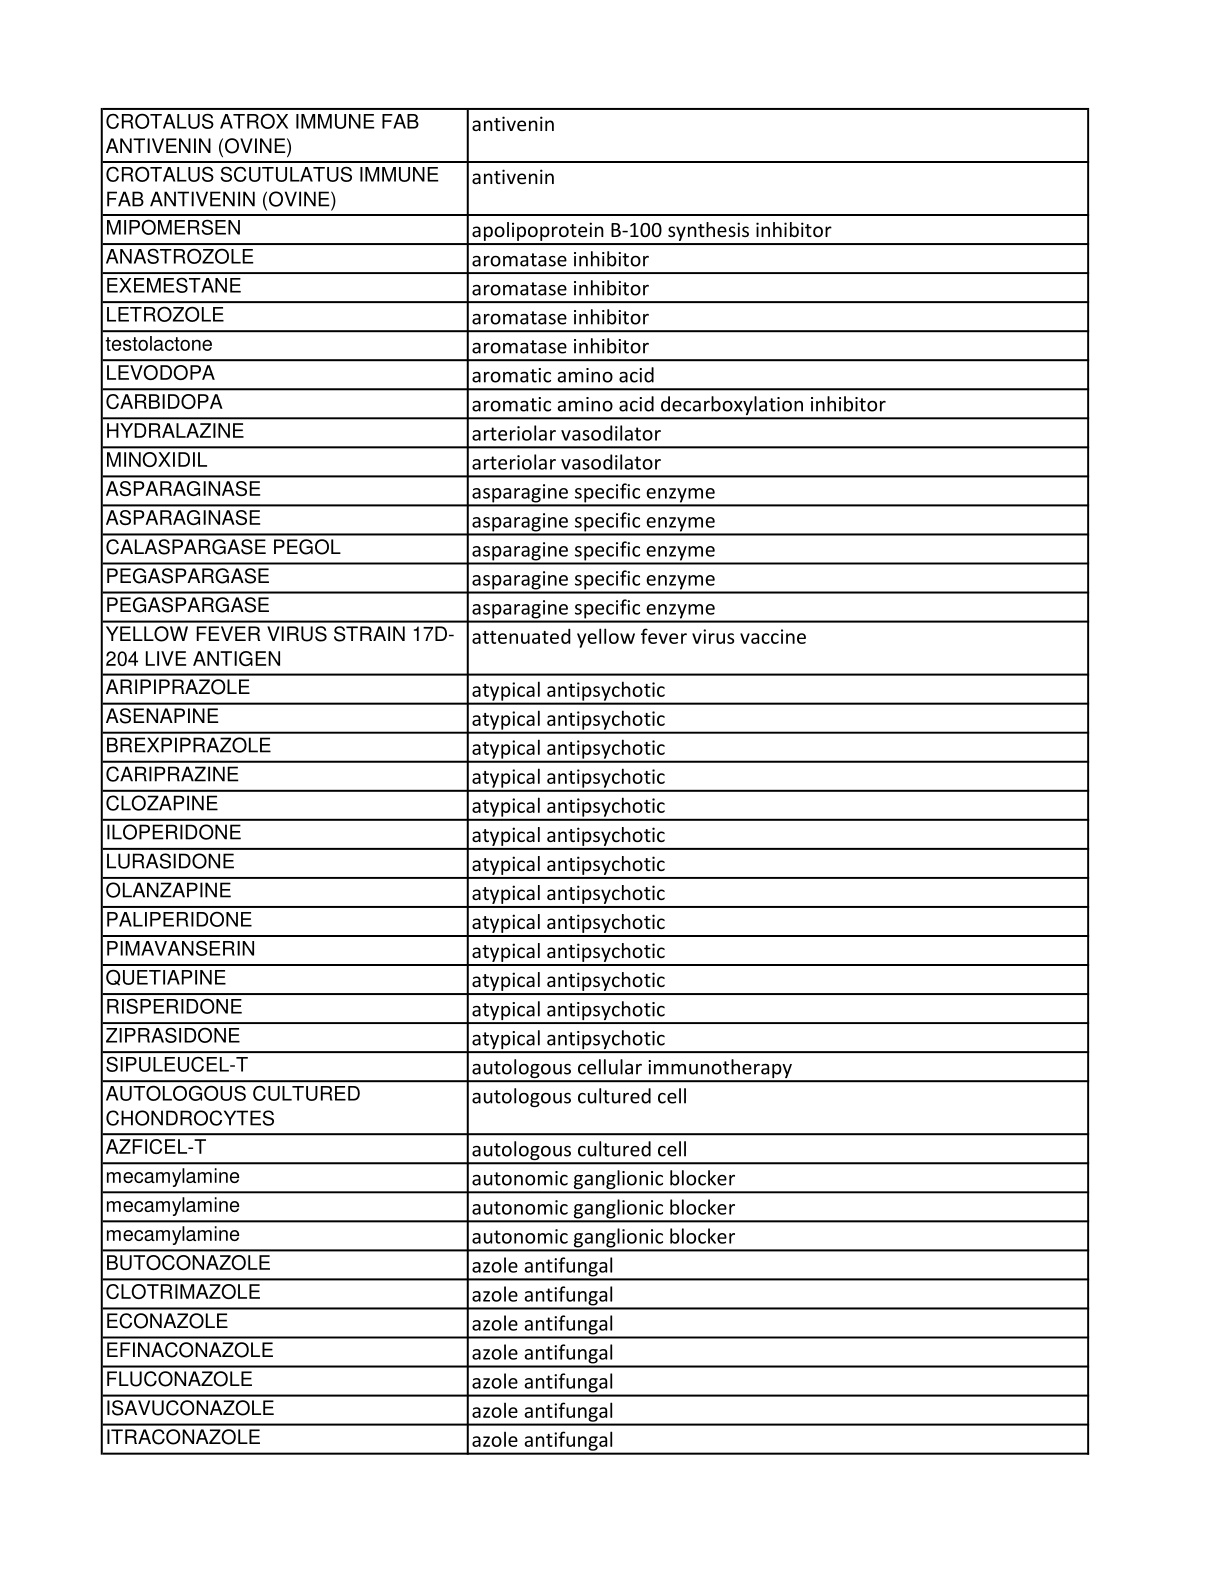 CROTALUS ATROX IMMUNE FAB antivenin
ANTIVENIN (OVINE)
CROTALUS SCUTULATUS IMMUNE antivenin
FAB ANTIVENIN (OVINE)
MIPOMERSEN apolipoprotein B-100 synthesis inhibitor
ANASTROZOLE aromatase inhibitor
EXEMESTANE aromatase inhibitor
LETROZOLE aromatase inhibitor
testolactone aromatase inhibitor
LEVODOPA aromatic amino acid
CARBIDOPA aromatic amino acid decarboxylation inhibitor
HYDRALAZINE arteriolar vasodilator
MINOXIDIL arteriolar vasodilator
ASPARAGINASE asparagine specific enzyme
ASPARAGINASE asparagine specific enzyme
CALASPARGASE PEGOL asparagine specific enzyme
PEGASPARGASE asparagine specific enzyme
PEGASPARGASE asparagine specific enzyme
YELLOW FEVER VIRUS STRAIN 17D- attenuated yellow fever virus vaccine
204 LIVE ANTIGEN
ARIPIPRAZOLE atypical antipsychotic
ASENAPINE atypical antipsychotic
BREXPIPRAZOLE atypical antipsychotic
CARIPRAZINE atypical antipsychotic
CLOZAPINE atypical antipsychotic
ILOPERIDONE atypical antipsychotic
LURASIDONE atypical antipsychotic
OLANZAPINE atypical antipsychotic
PALIPERIDONE atypical antipsychotic
PIMAVANSERIN atypical antipsychotic
QUETIAPINE atypical antipsychotic
RISPERIDONE atypical antipsychotic
ZIPRASIDONE atypical antipsychotic
SIPULEUCEL-T autologous cellular immunotherapy
AUTOLOGOUS CULTURED autologous cultured cell
CHONDROCYTES
AZFICEL-T autologous cultured cell
mecamylamine autonomic ganglionic blocker
mecamylamine autonomic ganglionic blocker
mecamylamine autonomic ganglionic blocker
BUTOCONAZOLE azole antifungal
CLOTRIMAZOLE azole antifungal
ECONAZOLE azole antifungal
EFINACONAZOLE azole antifungal
FLUCONAZOLE azole antifungal
ISAVUCONAZOLE azole antifungal
ITRACONAZOLE azole antifungal